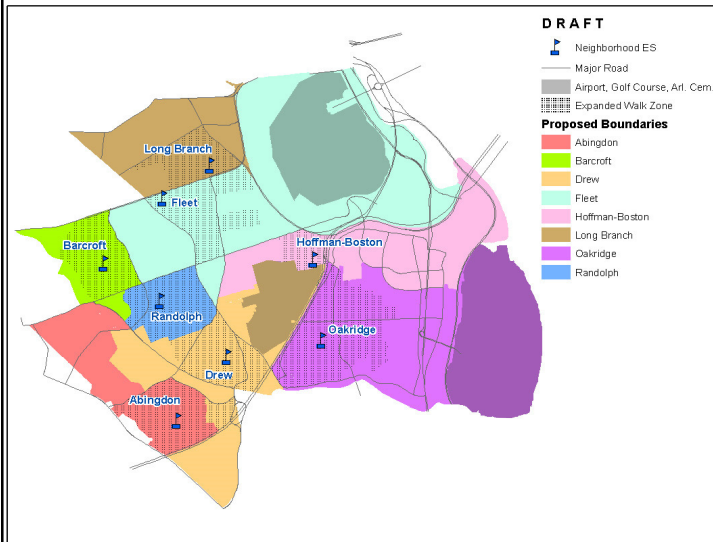 DRAFT
Neighborhood ES
Major Road
Airport, Golf Course, Arl. Cem.
Expanded Walk Zone
Proposed Boundaries
Abingdon
Barcroft
Drew
Fleet
Hoffman-Boston
Long Branch
Oakridge
Randolph
Long Branch
Fleet
Barcroft
Hoffman-Boston
Randolph
Oakridge
Drew
Abingdon